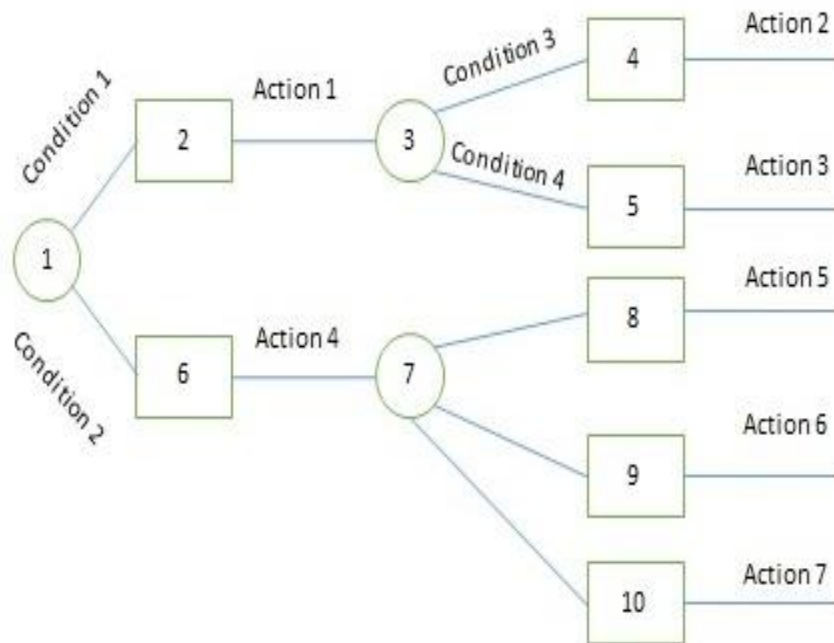 Action 2
Condition 3
4
Action 1
Condition 1
2
3
Condition 4
Action 3
5
1
Action 5
8
Condition 2
Action 4
6
7
Action 6
9
Action 7
10